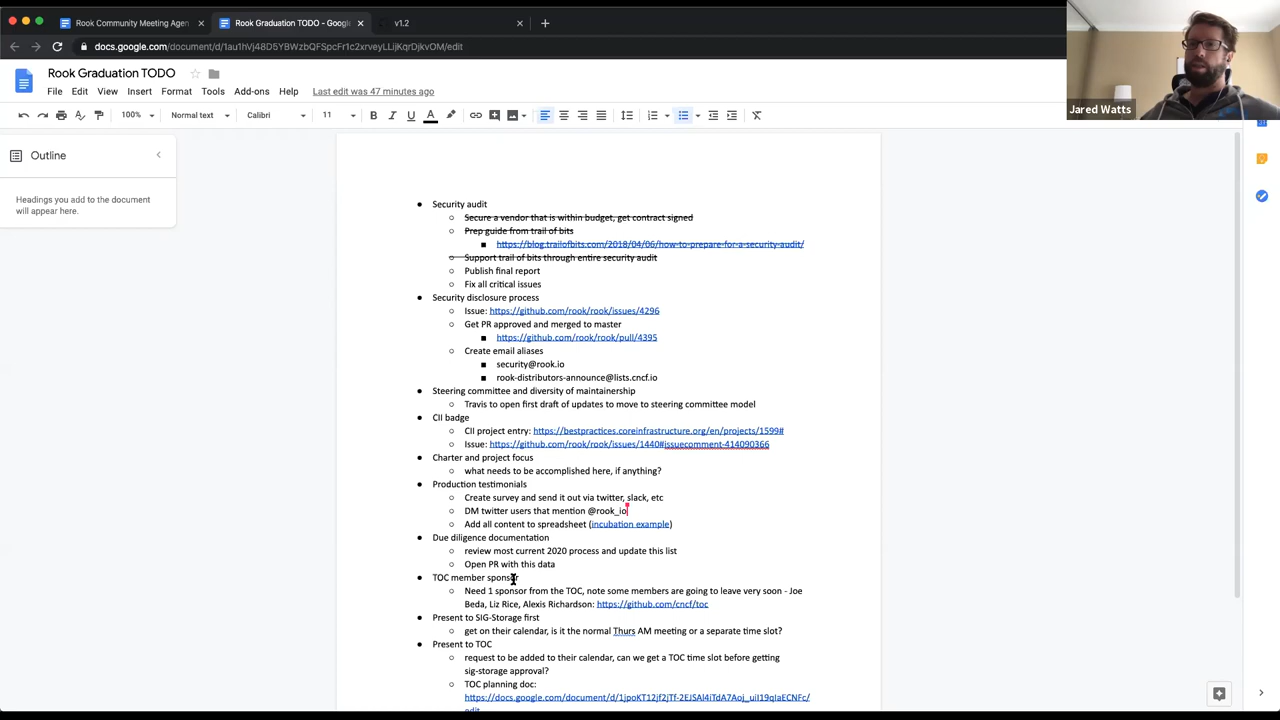 Rook Community Meeting Agen
Rook Graduation TODO - Google
v1.2
docs.google.com/document/d/1au1hVj48D5YBWzbQFSpcFr1c2xrveyLLijKqrDjkvOM/edit
Rook Graduation TODO
File Edit View Insert Format Tools Add-ons Help Last edit was 47 minutes ago
100% Normal text Calibri 11
Jared Watts
Outline
Headings you add to the document
will appear here.
Security audit
Secure a vendor that is within budget, get contract signed
Prep guide from trail of bits
https://blog.trailofbits.com/2018/04/06/how-to-prepare-for-a-security-audit/
Support trail of bits through entire security audit
Publish final report
Fix all critical issues
Security disclosure process
Issue: https://github.com/rook/rook/issues/4296
Get PR approved and merged to master
https://github.com/rook/rook/pull/4395
Create email aliases
security@rook.io
rook-distributors-announce@lists.cncf.io
Steering committee and diversity of maintainership
Travis to open first draft of updates to move to steering committee model
CII badge
CII project entry: https://bestpractices.coreinfrastructure.org/en/projects/1599#
Issue: https://github.com/rook/rook/issues/1440#issuecomment-414090366
Charter and project focus
what needs to be accomplished here, if anything?
Production testimonials
Create survey and send it out via twitter, slack, etc
DM twitter users that mention @rook_io
Add all content to spreadsheet (incubation example)
Due diligence documentation
review most current 2020 process and update this list
Open PR with this data
TOC member sponsor
Need 1 sponsor from the TOC, note some members are going to leave very soon - Joe
Beda, Liz Rice, Alexis Richardson: https://github.com/cncf/toc
Present to SIG-Storage first
get on their calendar, is it the normal Thurs AM meeting or a separate time slot?
Present to TOC
request to be added to their calendar, can we get a TOC time slot before getting
sig-storage approval?
TOC planning doc:
https://docs.google.com/document/d/1jpoKT12jf2jTf-2EJSAl4iTdA7Aoj_uiI19qIaECNFc/
edit